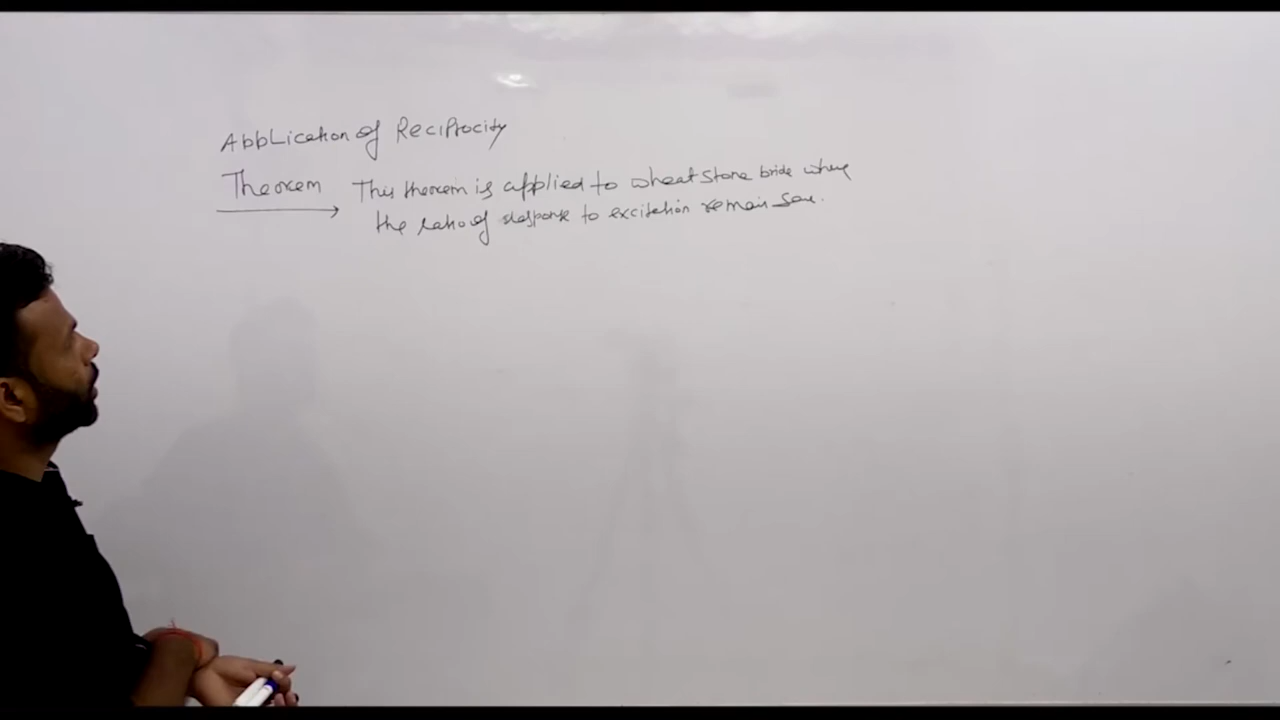 Application of Reciprocity
Theorem This theorem is applied to wheatstone bride where
the ratio of response to excitation remain same.